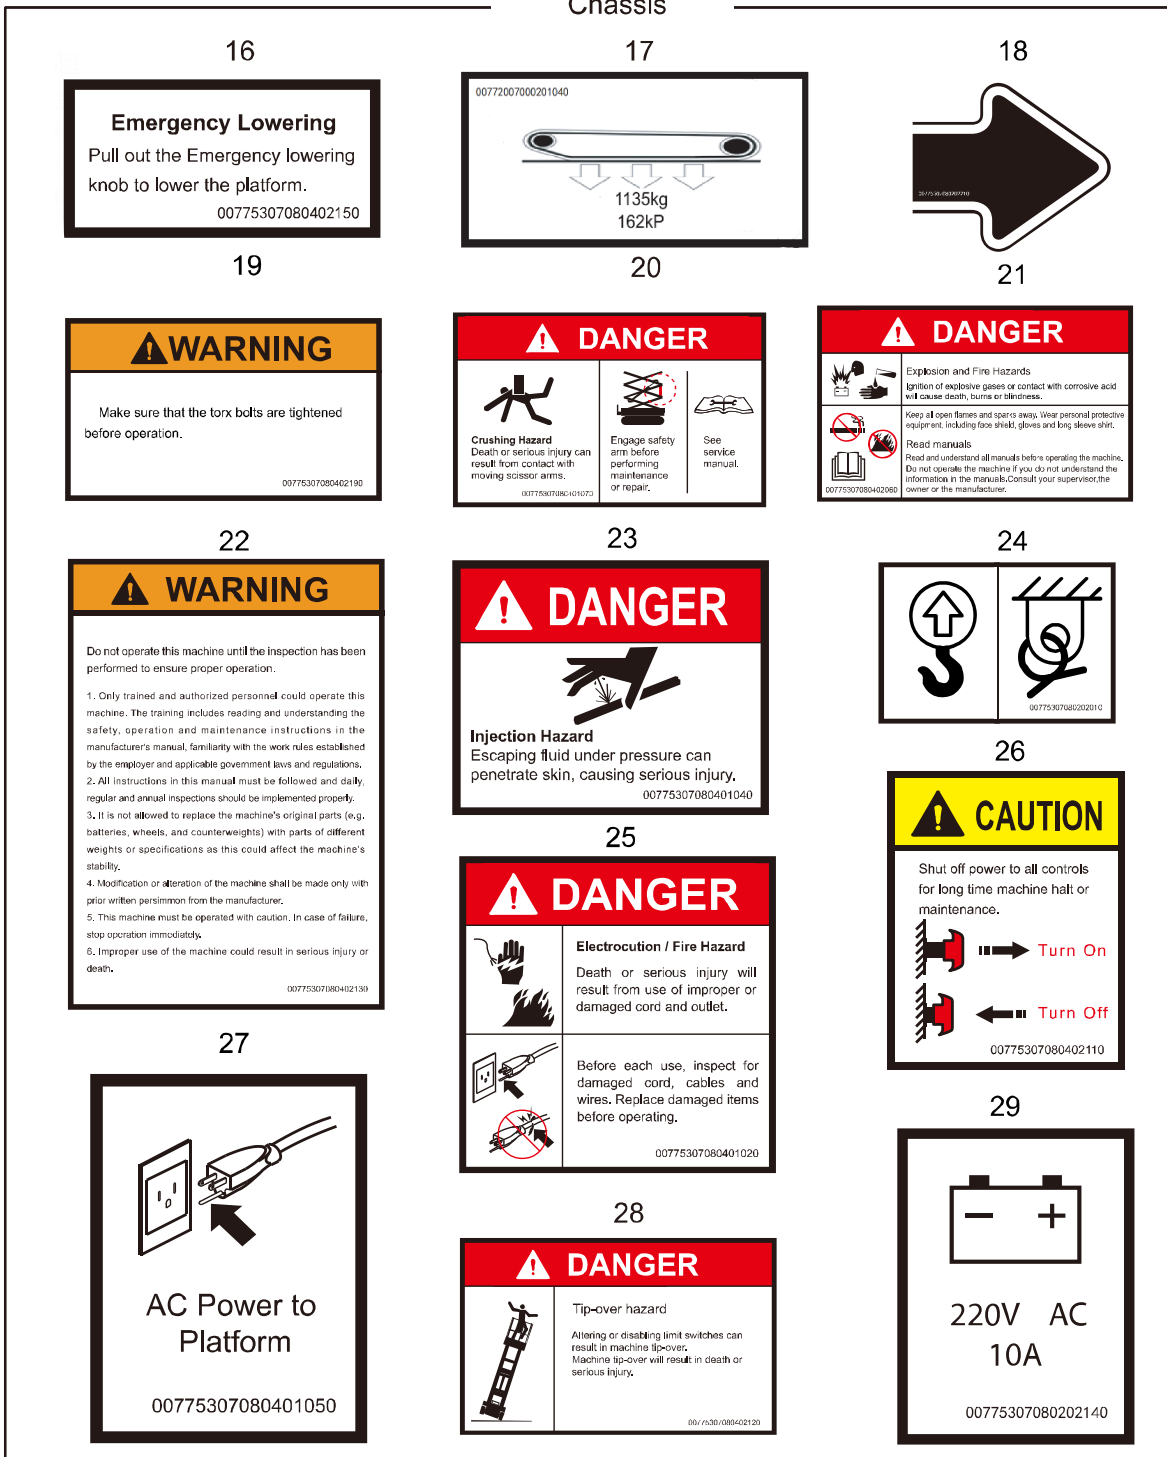 Chassis
16
Emergency Lowering
Pull out the Emergency lowering
knob to lower the platform.
00775307080402150
17
00772007000201040
1135kg
162kP
18
00775307080202710
19
WARNING
Make sure that the torx bolts are tightened
before operation.
00775307080402190
20
DANGER
Crushing Hazard
Death or serious injury can
result from contact with
moving scissor arms.
00775307080401070
Engage safety
arm before
performing
maintenance
or repair.
See
service
manual.
21
DANGER
Explosion and Fire Hazards
Ignition of explosive gases or contact with corrosive acid
will cause death, burns or blindness.
Keep all open flames and sparks away. Wear personal protective
equipment, including face shield, gloves and long sleeve shirt.
Read manuals
Read and understand all manuals before operating the machine.
Do not operate the machine if you do not understand the
information in the manuals.Consult your supervisor,the
owner or the manufacturer.
00775307080402060
22
WARNING
Do not operate this machine until the inspection has been
performed to ensure proper operation.
1. Only trained and authorized personnel could operate this
machine. The training includes reading and understanding the
safety, operation and maintenance instructions in the
manufacturer's manual, familiarity with the work rules established
by the employer and applicable government laws and regulations.
2. All instructions in this manual must be followed and daily,
regular and annual inspections should be implemented properly.
3. It is not allowed to replace the machine's original parts (e.g.
batteries, wheels, and counterweights) with parts of different
weights or specifications as this could affect the machine's
stability.
4. Modification or alteration of the machine shall be made only with
prior written persimmon from the manufacturer.
5. This machine must be operated with caution. In case of failure,
stop operation immediately.
6. Improper use of the machine could result in serious injury or
death.
00775307080402130
23
DANGER
Injection Hazard
Escaping fluid under pressure can
penetrate skin, causing serious injury.
00775307080401040
24
00775307080202010
25
DANGER
Electrocution / Fire Hazard
Death or serious injury will
result from use of improper or
damaged cord and outlet.
Before each use, inspect for
damaged cord, cables and
wires. Replace damaged items
before operating.
00775307080401020
26
CAUTION
Shut off power to all controls
for long time machine halt or
maintenance.
Turn On
Turn Off
00775307080402110
27
AC Power to
Platform
00775307080401050
28
DANGER
Tip-over hazard
Altering or disabling limit switches can
result in machine tip-over.
Machine tip-over will result in death or
serious injury.
00775307080402120
29
220V AC
10A
00775307080202140